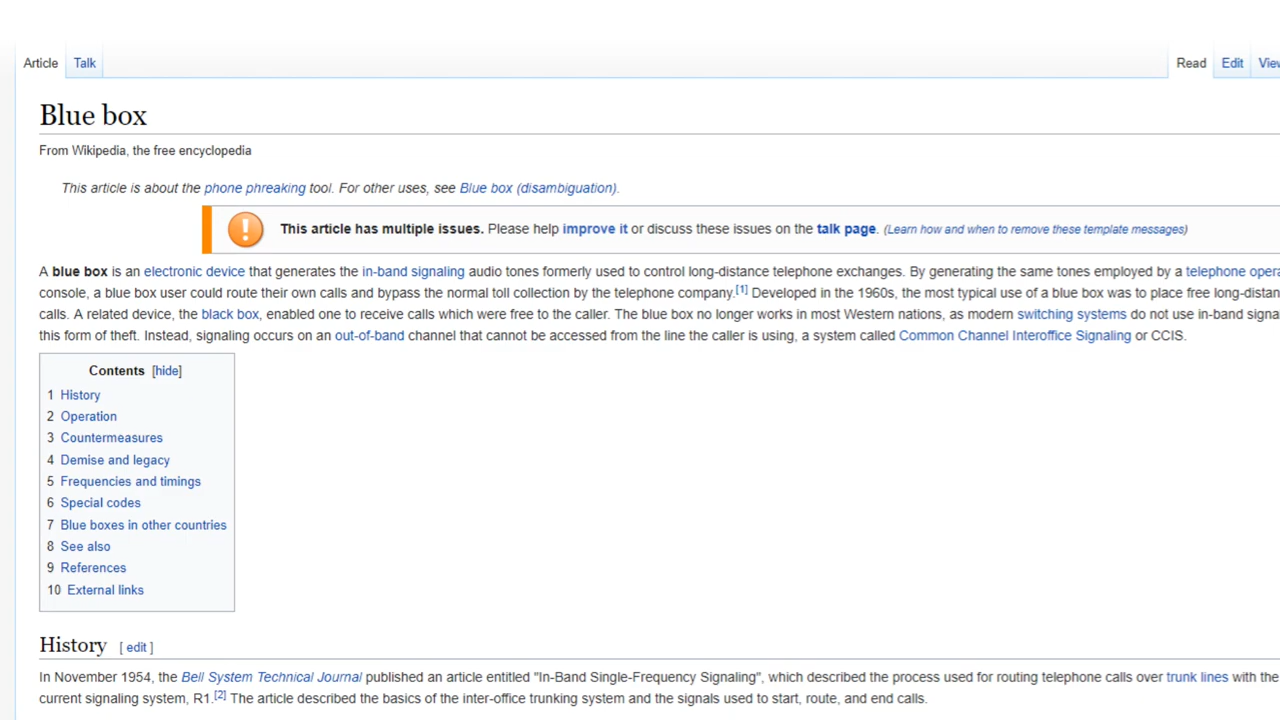 Article Talk Read Edit
Blue box
From Wikipedia, the free encyclopedia
This article is about the phone phreaking tool. For other uses, see Blue box (disambiguation).
This article has multiple issues. Please help improve it or discuss these issues on the talk page. (Learn how and when to remove these template messages)
A blue box is an electronic device that generates the in-band signaling audio tones formerly used to control long-distance telephone exchanges. By generating the same tones employed by a telephone
console, a blue box user could route their own calls and bypass the normal toll collection by the telephone company.[1] Developed in the 1960s, the most typical use of a blue box was to place free
calls. A related device, the black box, enabled one to receive calls which were free to the caller. The blue box no longer works in most Western nations, as modern switching systems do not use in-band
this form of theft. Instead, signaling occurs on an out-of-band channel that cannot be accessed from the line the caller is using, a system called Common Channel Interoffice Signaling or CCIS.
Contents [hide]
1 History
2 Operation
3 Countermeasures
4 Demise and legacy
5 Frequencies and timings
6 Special codes
7 Blue boxes in other countries
8 See also
9 References
10 External links
History [ edit ]
In November 1954, the Bell System Technical Journal published an article entitled "In-Band Single-Frequency Signaling", which described the process used for routing telephone calls over trunk lines with the
current signaling system, R1.[2] The article described the basics of the inter-office trunking system and the signals used to start, route, and end calls.